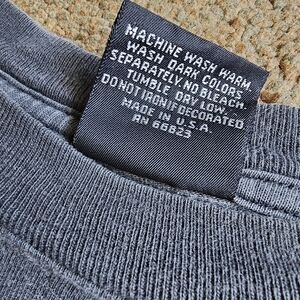 MACHINE WASH WARM.
WASH DARK COLORS
SEPARATELY. NO BLEACH.
TUMBLE DRY LOW.
DO NOT IRON IF DECORATED.
MADE IN U.S.A.
RN 66823